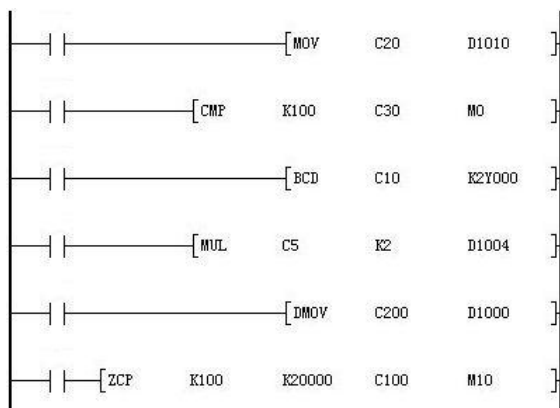 [MOV C20 D1010 ]
[CMP K100 C30 M0 ]
[BCD C10 K2Y000 ]
[MUL C5 K2 D1004 ]
[DMOV C200 D1000 ]
[ZCP K100 K20000 C100 M10 ]